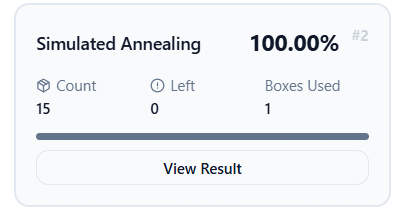 Simulated Annealing 100.00% #2
Count Left Boxes Used
15 0 1
View Result